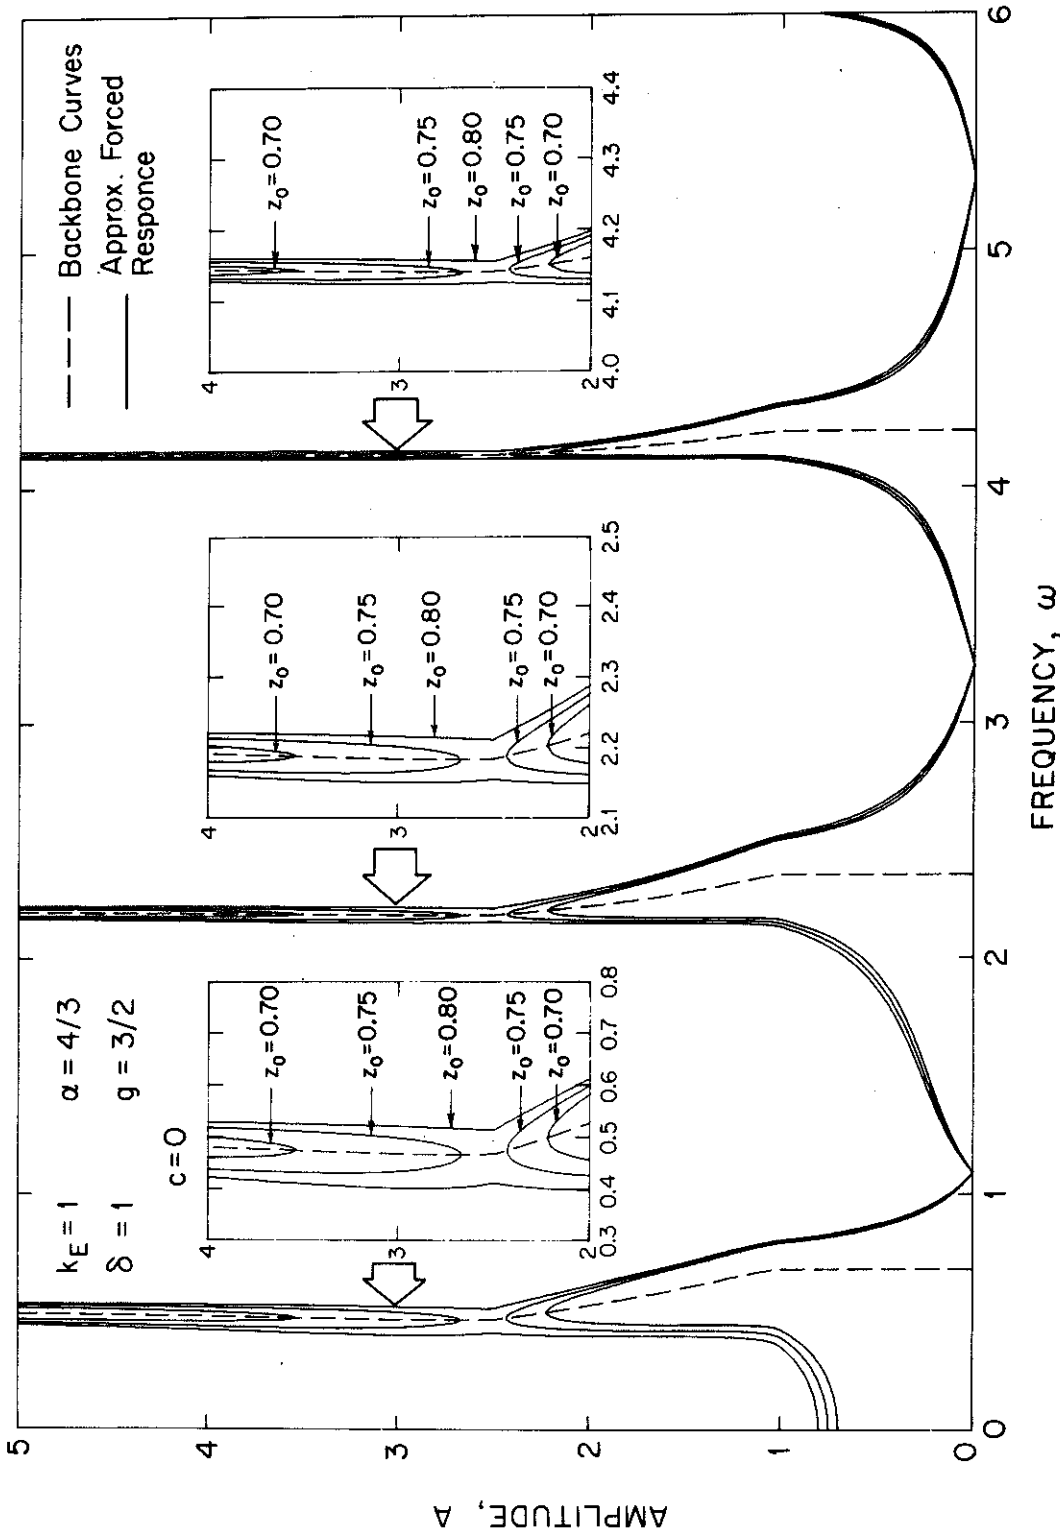 — — — Backbone Curves
——— Approx. Forced
Responce
k_E = 1 α = 4/3
δ = 1 g = 3/2
c = 0
AMPLITUDE, A
5
4
3
2
1
0
0 1 2 3 4 5 6
FREQUENCY, ω
4
3
2
0.3 0.4 0.5 0.6 0.7 0.8
z₀ = 0.70
z₀ = 0.75
z₀ = 0.80
z₀ = 0.75
z₀ = 0.70
4
3
2
2.1 2.2 2.3 2.4 2.5
z₀ = 0.70
z₀ = 0.75
z₀ = 0.80
z₀ = 0.75
z₀ = 0.70
4
3
2
4.0 4.1 4.2 4.3 4.4
z₀ = 0.70
z₀ = 0.75
z₀ = 0.80
z₀ = 0.75
z₀ = 0.70